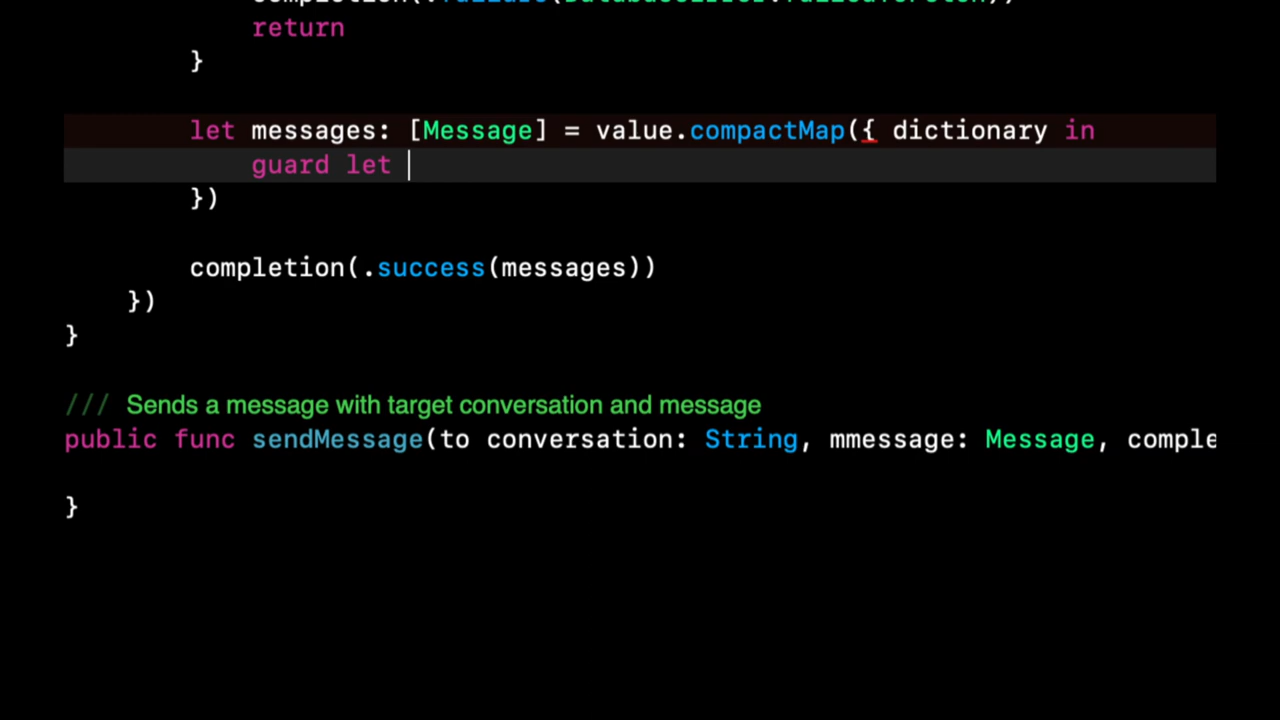 return
}
let messages: [Message] = value.compactMap({ dictionary in
guard let
})
completion(.success(messages))
})
}
/// Sends a message with target conversation and message
public func sendMessage(to conversation: String, mmessage: Message, comple
}